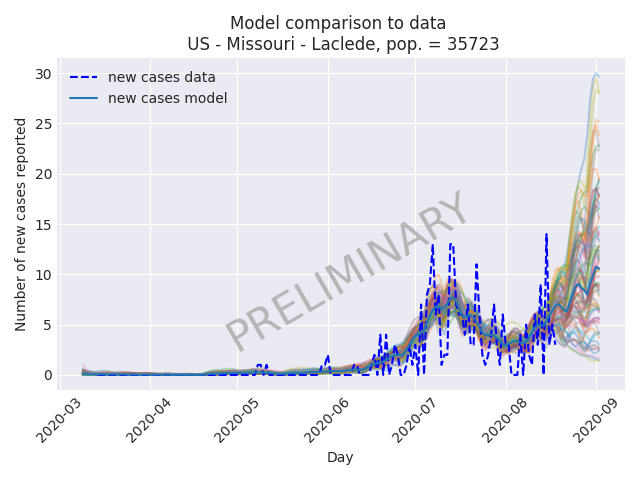 Model comparison to data
US - Missouri - Laclede, pop. = 35723
new cases data
new cases model
Number of new cases reported
30
25
20
15
10
5
0
PRELIMINARY
2020-03
2020-04
2020-05
2020-06
2020-07
2020-08
2020-09
Day